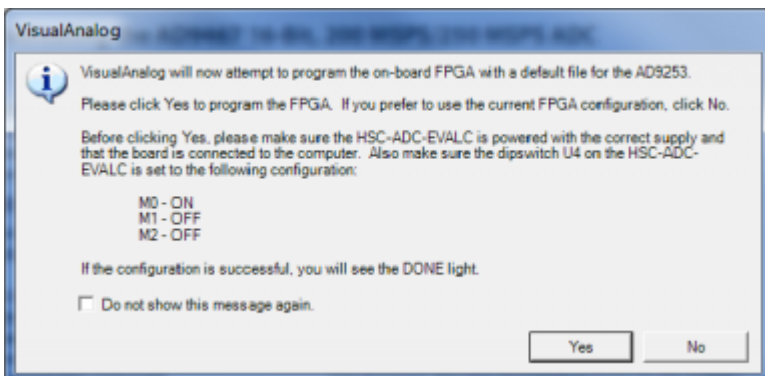 VisualAnalog
VisualAnalog will now attempt to program the on-board FPGA with a default file for the AD9253.
Please click Yes to program the FPGA. If you prefer to use the current FPGA configuration, click No.
Before clicking Yes, please make sure the HSC-ADC-EVALC is powered with the correct supply and
that the board is connected to the computer. Also make sure the dipswitch U4 on the HSC-ADC-
EVALC is set to the following configuration:
M0 - ON
M1 - OFF
M2 - OFF
If the configuration is successful, you will see the DONE light.
Do not show this message again.
Yes
No